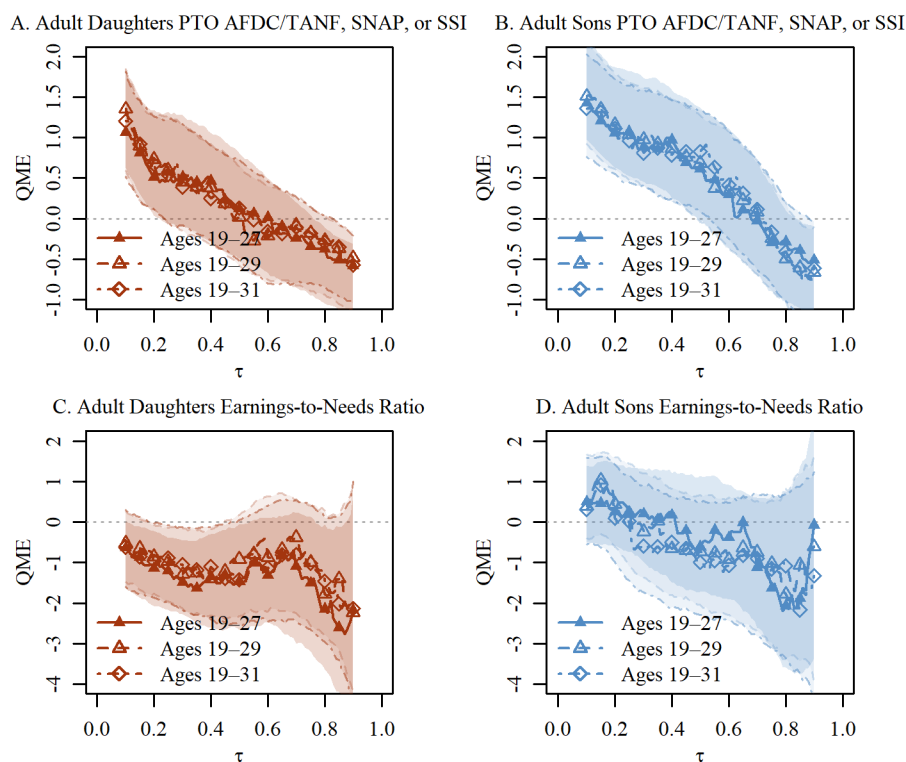 A. Adult Daughters PTO AFDC/TANF, SNAP, or SSI
2.0
1.5
1.0
0.5
0.0
-0.5
-1.0
QME
Ages 19–27
Ages 19–29
Ages 19–31
0.0 0.2 0.4 0.6 0.8 1.0
τ
B. Adult Sons PTO AFDC/TANF, SNAP, or SSI
2.0
1.5
1.0
0.5
0.0
-0.5
-1.0
QME
Ages 19–27
Ages 19–29
Ages 19–31
0.0 0.2 0.4 0.6 0.8 1.0
τ
C. Adult Daughters Earnings-to-Needs Ratio
2
1
0
-1
-2
-3
-4
QME
Ages 19–27
Ages 19–29
Ages 19–31
0.0 0.2 0.4 0.6 0.8 1.0
τ
D. Adult Sons Earnings-to-Needs Ratio
2
1
0
-1
-2
-3
-4
QME
Ages 19–27
Ages 19–29
Ages 19–31
0.0 0.2 0.4 0.6 0.8 1.0
τ